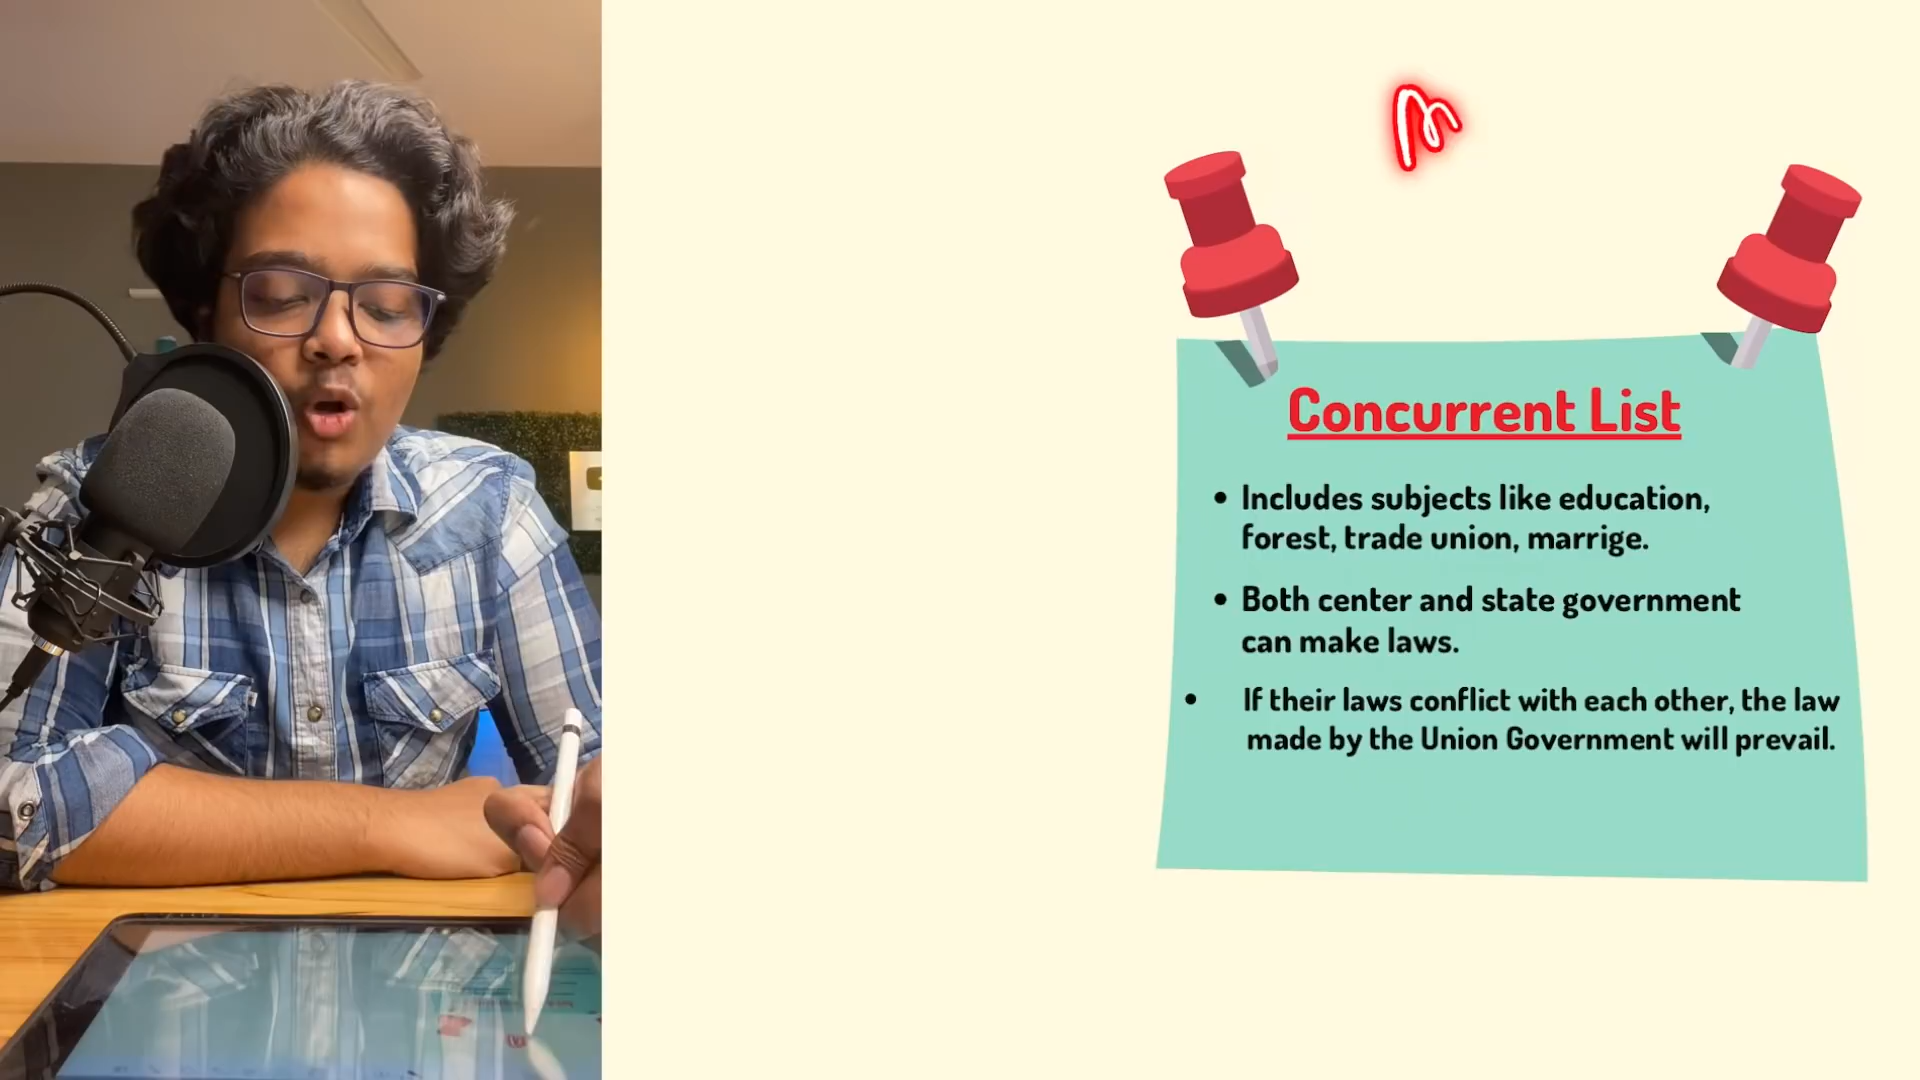 Concurrent List
• Includes subjects like education,
forest, trade union, marrige.
• Both center and state government
can make laws.
• If their laws conflict with each other, the law
made by the Union Government will prevail.